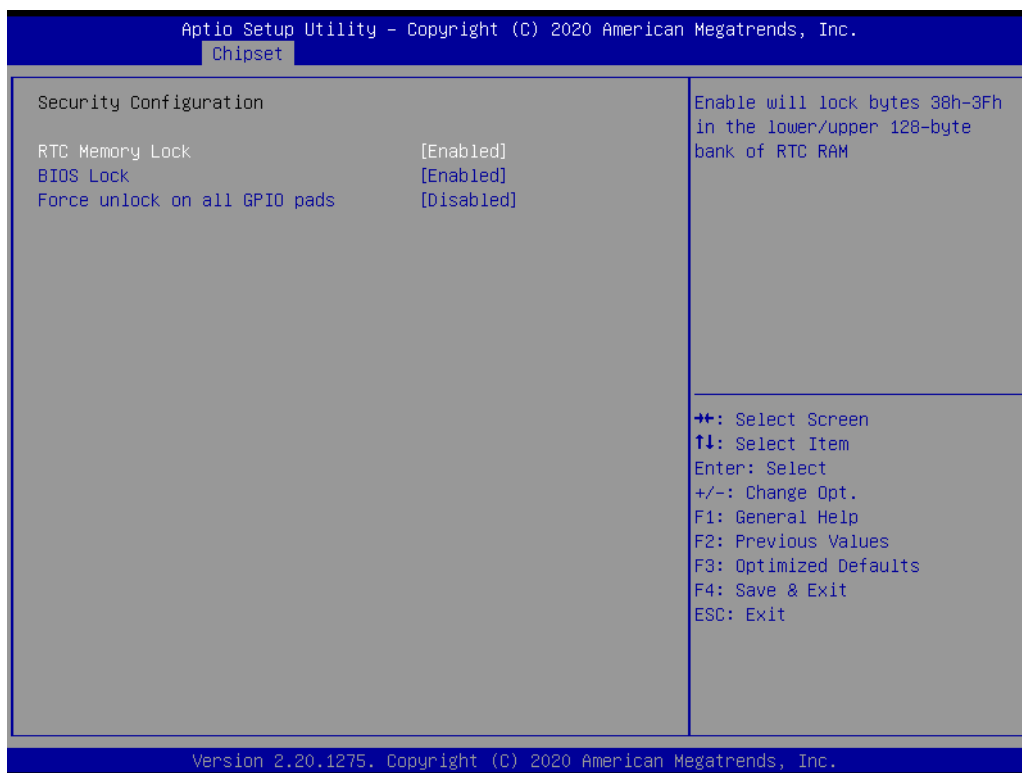 Aptio Setup Utility – Copyright (C) 2020 American Megatrends, Inc.
Chipset
Security Configuration
RTC Memory Lock [Enabled]
BIOS Lock [Enabled]
Force unlock on all GPIO pads [Disabled]
Enable will lock bytes 38h-3Fh
in the lower/upper 128-byte
bank of RTC RAM
→←: Select Screen
↑↓: Select Item
Enter: Select
+/-: Change Opt.
F1: General Help
F2: Previous Values
F3: Optimized Defaults
F4: Save & Exit
ESC: Exit
Version 2.20.1275. Copyright (C) 2020 American Megatrends, Inc.